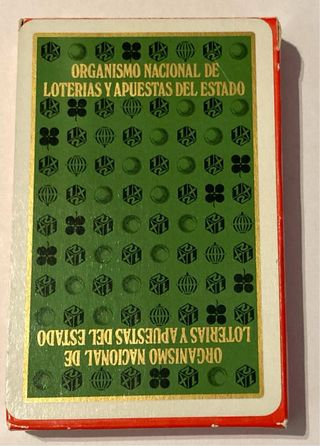 ORGANISMO NACIONAL DE
LOTERIAS Y APUESTAS DEL ESTADO
ORGANISMO NACIONAL DE
LOTERIAS Y APUESTAS DEL ESTADO